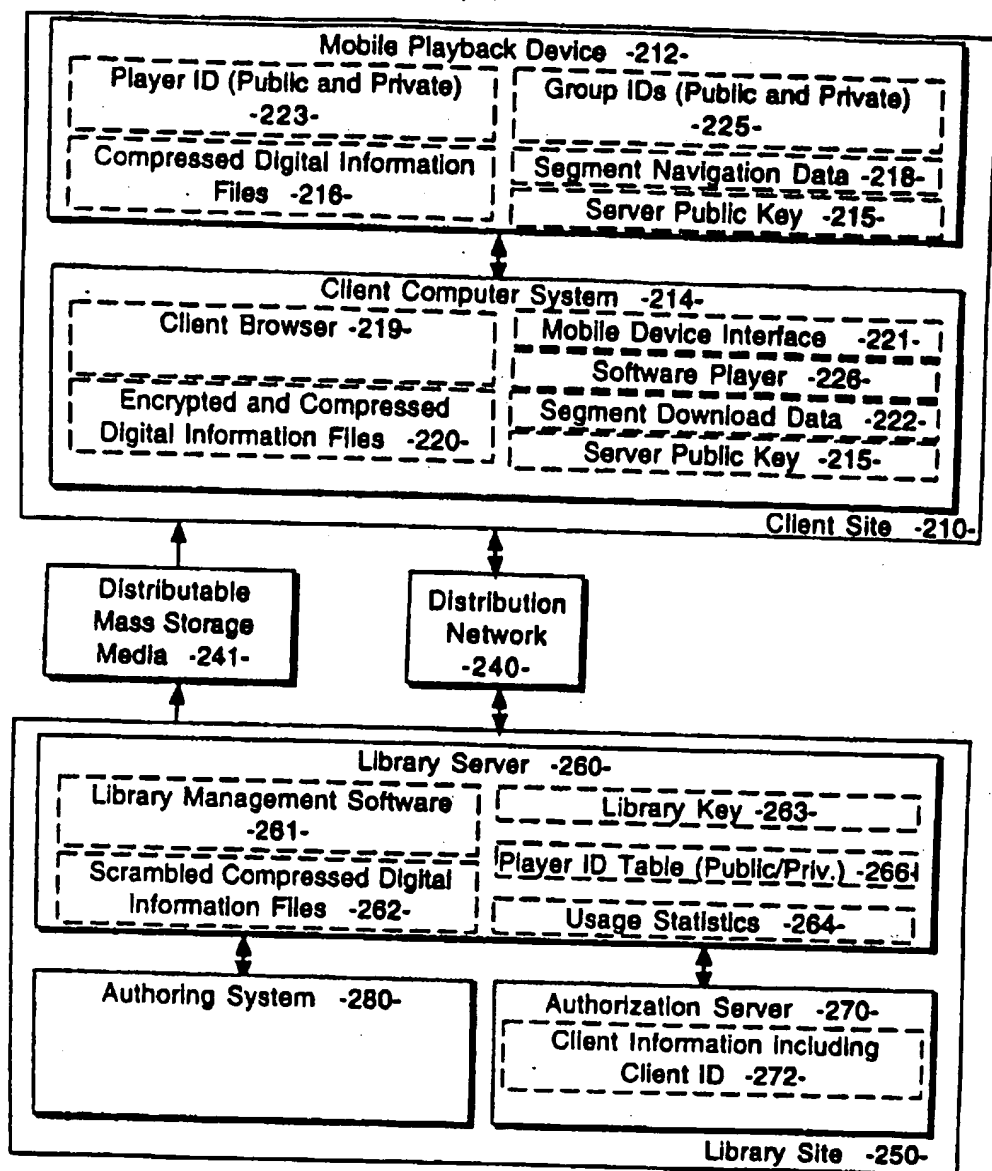 Mobile Playback Device -212-
Player ID (Public and Private)
-223-
Group IDs (Public and Private)
-225-
Compressed Digital Information
Files -216-
Segment Navigation Data -218-
Server Public Key -215-
Client Computer System -214-
Client Browser -219-
Mobile Device Interface -221-
Software Player -226-
Encrypted and Compressed
Digital Information Files -220-
Segment Download Data -222-
Server Public Key -215-
Client Site -210-
Distributable
Mass Storage
Media -241-
Distribution
Network
-240-
Library Server -260-
Library Management Software
-261-
Library Key -263-
Player ID Table (Public/Priv.) -266-
Scrambled Compressed Digital
Information Files -262-
Usage Statistics -264-
Authoring System -280-
Authorization Server -270-
Client Information including
Client ID -272-
Library Site -250-